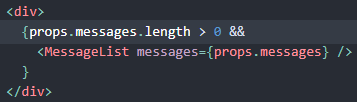 <div>
{props.messages.length > 0 &&
<MessageList messages={props.messages} />
}
</div>